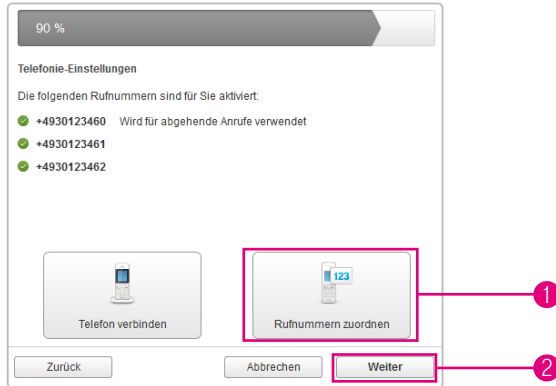 90 %
Telefonie-Einstellungen
Die folgenden Rufnummern sind für Sie aktiviert:
+4930123460 Wird für abgehende Anrufe verwendet
+4930123461
+4930123462
123
Telefon verbinden
Rufnummern zuordnen
1
Zurück
Abbrechen
Weiter
2